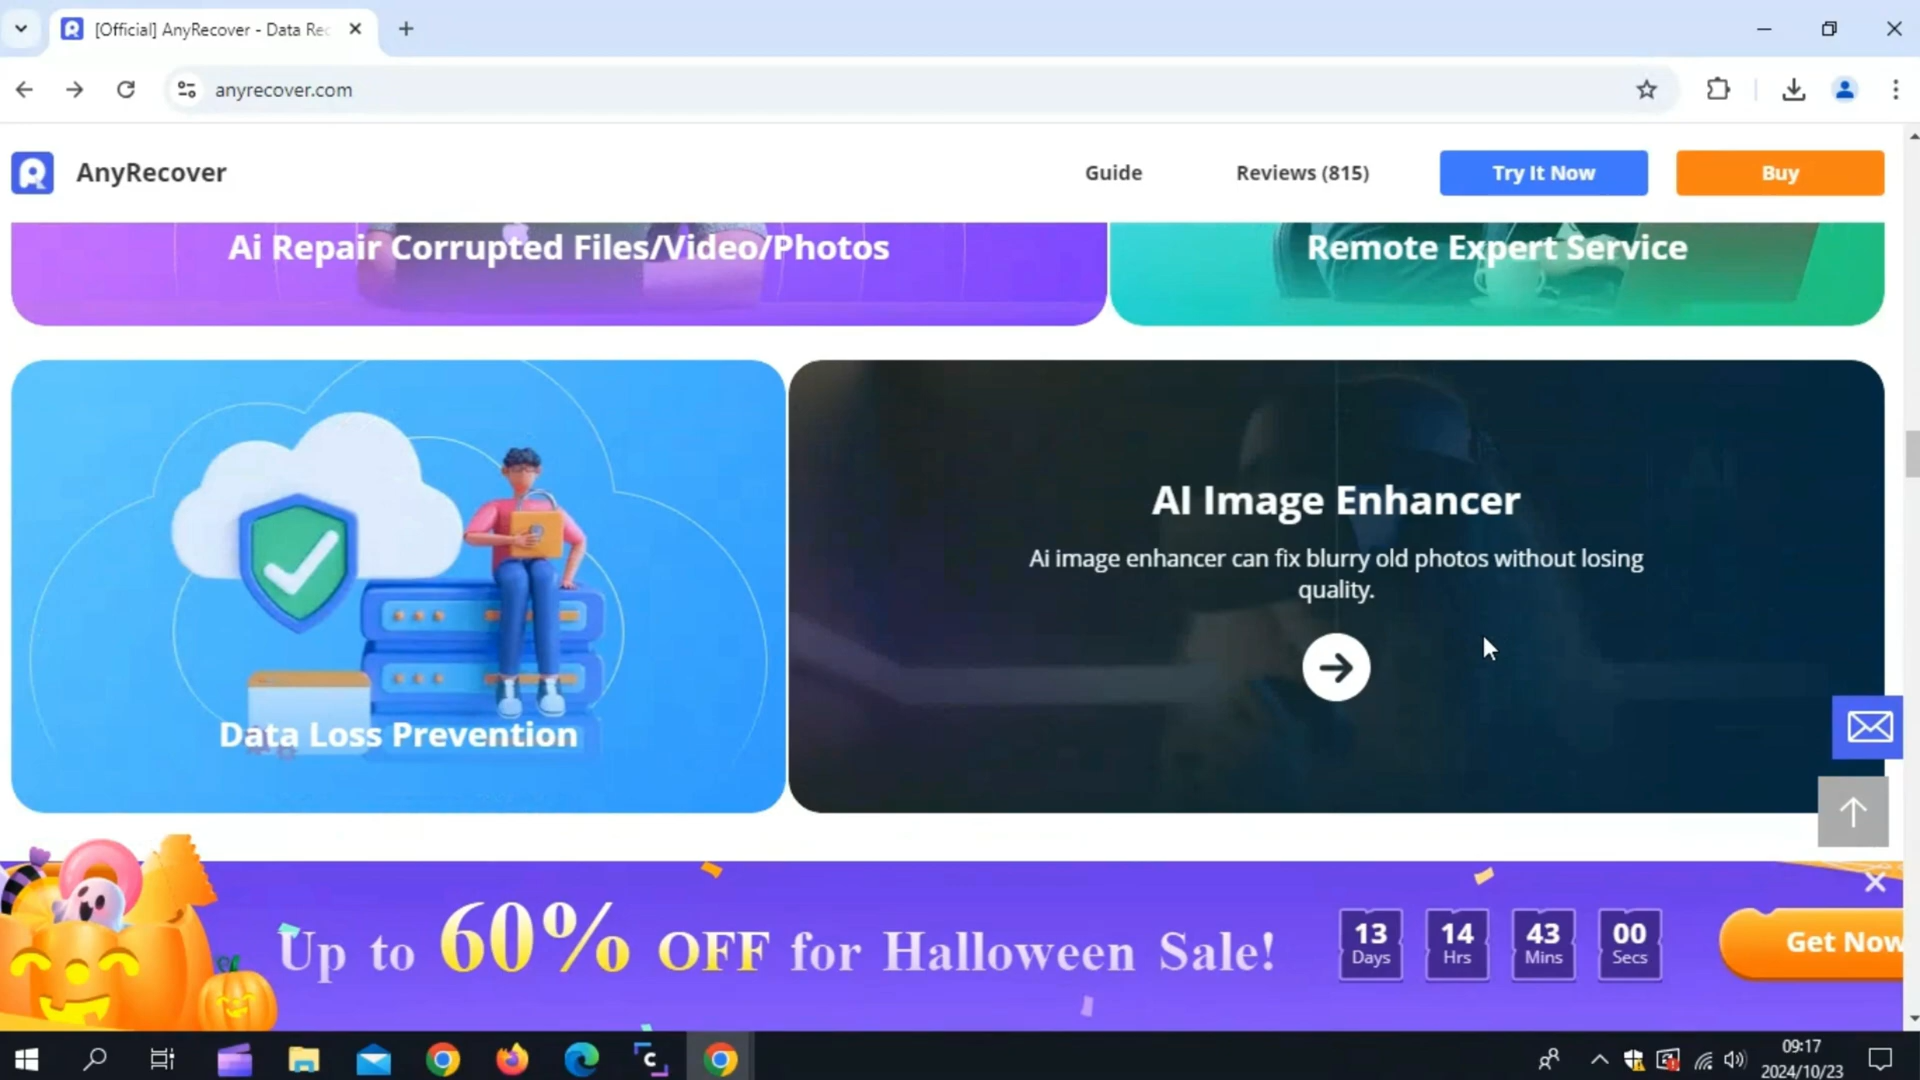 [Official] AnyRecover - Data Rec
anyrecover.com
AnyRecover
Guide
Reviews (815)
Try It Now
Buy
Ai Repair Corrupted Files/Video/Photos
Remote Expert Service
Data Loss Prevention
AI Image Enhancer
Ai image enhancer can fix blurry old photos without losing
quality.
Up to 60% OFF for Halloween Sale!
13 14 43 00
Days Hrs Mins Secs
Get Now
09:17
2024/10/23